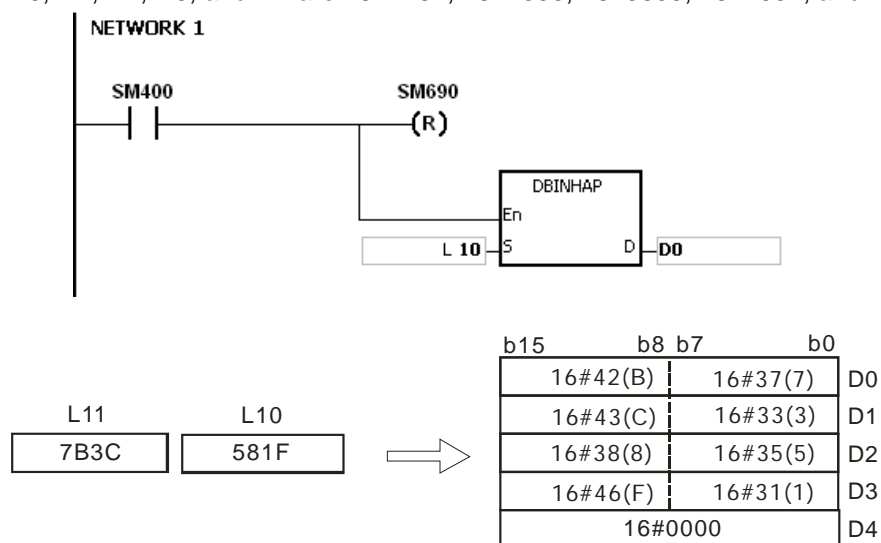 NETWORK 1
SM400 SM690
(R)
DBINHAP
En
L 10 S D D0
b15 b8 b7 b0
16#42(B) 16#37(7) D0
L11 L10 16#43(C) 16#33(3) D1
7B3C 581F 16#38(8) 16#35(5) D2
16#46(F) 16#31(1) D3
16#0000 D4